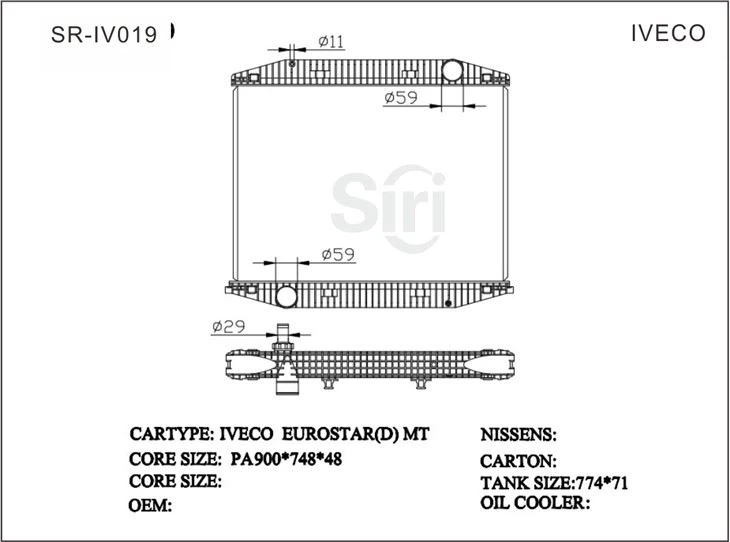 SR-IV019
IVECO
ø11
ø59
Siri
ø59
ø29
CARTYPE: IVECO EUROSTAR(D) MT
NISSENS:
CORE SIZE: PA900*748*48
CARTON:
CORE SIZE:
TANK SIZE:774*71
OEM:
OIL COOLER: